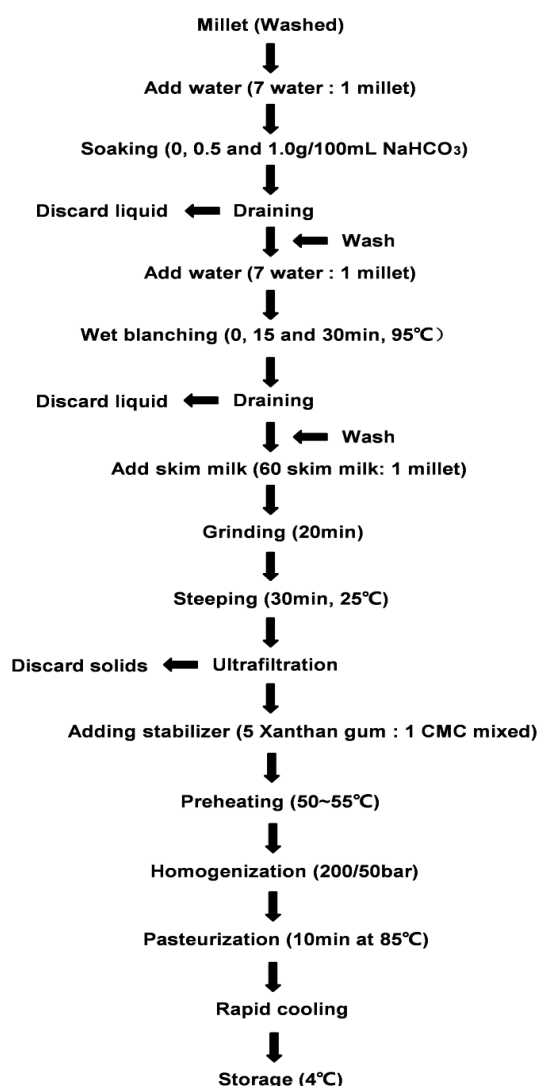 Millet (Washed)
Add water (7 water : 1 millet)
Soaking (0, 0.5 and 1.0g/100mL NaHCO₃)
Discard liquid Draining
Wash
Add water (7 water : 1 millet)
Wet blanching (0, 15 and 30min, 95℃）
Discard liquid Draining
Wash
Add skim milk (60 skim milk: 1 millet)
Grinding (20min)
Steeping (30min, 25℃)
Discard solids Ultrafiltration
Adding stabilizer (5 Xanthan gum : 1 CMC mixed)
Preheating (50~55℃)
Homogenization (200/50bar)
Pasteurization (10min at 85℃)
Rapid cooling
Storage (4℃)